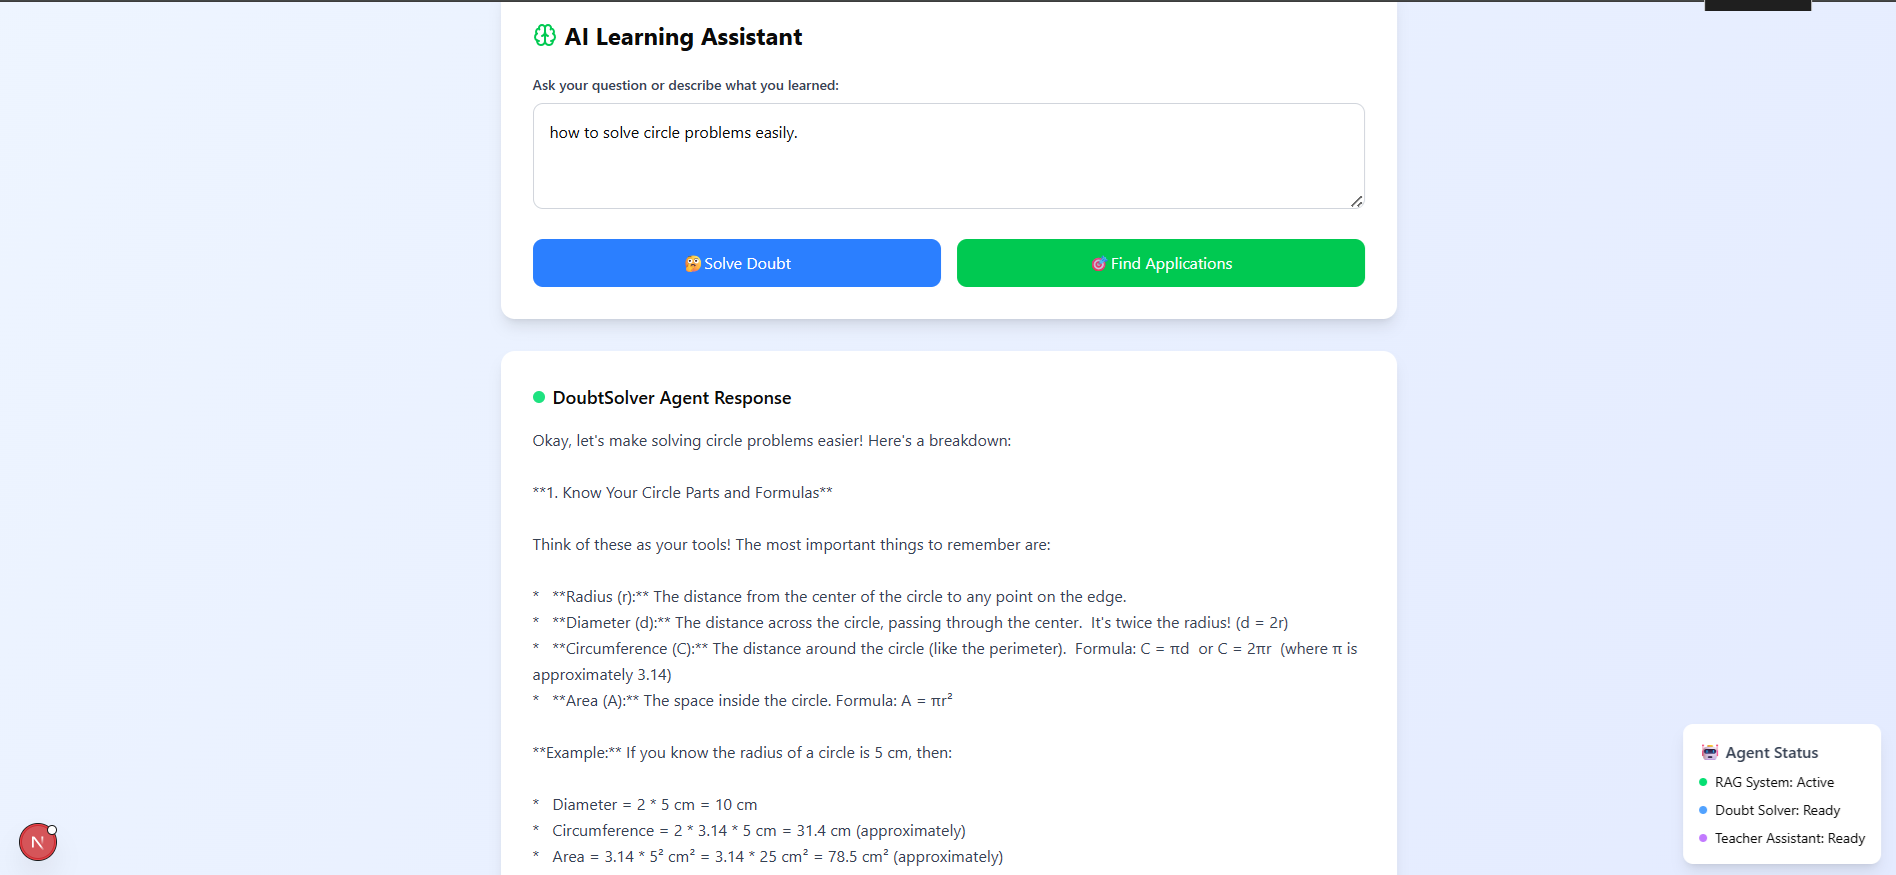 AI Learning Assistant
Ask your question or describe what you learned:
how to solve circle problems easily.
🤔 Solve Doubt
🎯 Find Applications
DoubtSolver Agent Response
Okay, let's make solving circle problems easier! Here's a breakdown:
**1. Know Your Circle Parts and Formulas**
Think of these as your tools! The most important things to remember are:
*   **Radius (r):** The distance from the center of the circle to any point on the edge.
*   **Diameter (d):** The distance across the circle, passing through the center.  It's twice the radius! (d = 2r)
*   **Circumference (C):** The distance around the circle (like the perimeter).  Formula: C = πd  or C = 2πr  (where π is
approximately 3.14)
*   **Area (A):** The space inside the circle. Formula: A = πr²
**Example:** If you know the radius of a circle is 5 cm, then:
*   Diameter = 2 * 5 cm = 10 cm
*   Circumference = 2 * 3.14 * 5 cm = 31.4 cm (approximately)
*   Area = 3.14 * 5² cm² = 3.14 * 25 cm² = 78.5 cm² (approximately)
🤖 Agent Status
RAG System: Active
Doubt Solver: Ready
Teacher Assistant: Ready
N